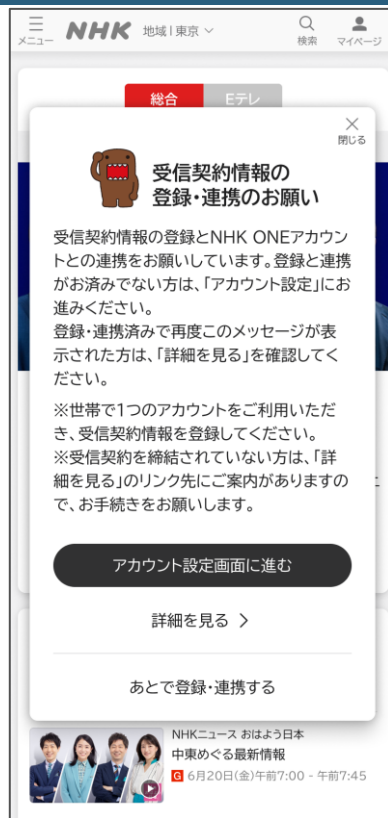 メニュー NHK 地域|東京 検索 マイページ
総合 Eテレ
閉じる
受信契約情報の
登録・連携のお願い
受信契約情報の登録とNHK ONEアカウン
トとの連携をお願いしています。登録と連携
がお済みでない方は、「アカウント設定」にお
進みください。
登録・連携済みで再度このメッセージが表
示された方は、「詳細を見る」を確認してく
ださい。
※世帯で1つのアカウントをご利用いただ
き、受信契約情報を登録してください。
※受信契約を締結されていない方は、「詳
細を見る」のリンク先にご案内がありますの
で、お手続きをお願いします。
アカウント設定画面に進む
詳細を見る
あとで登録・連携する
NHKニュース おはよう日本
中東めぐる最新情報
G 6月20日(金)午前7:00 - 午前7:45